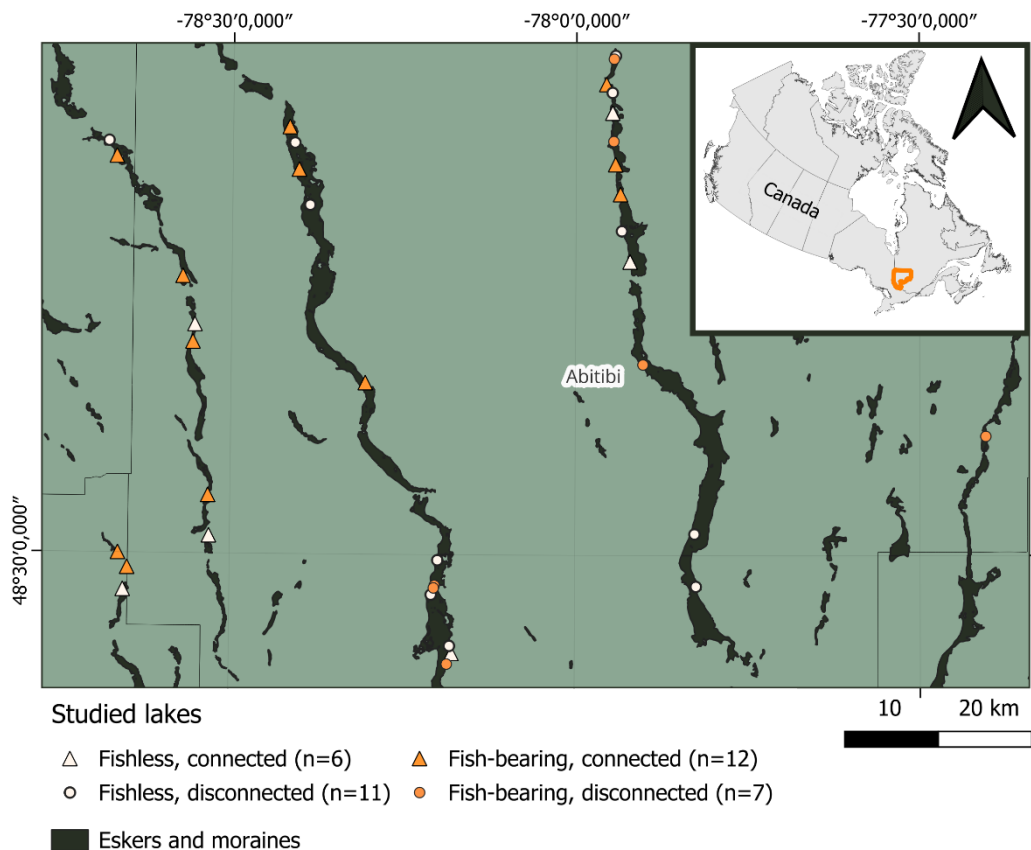 -78°30′0,000″ -78°0′0,000″ -77°30′0,000″
Canada
Abitibi
48°30′0,000″
Studied lakes
10 20 km
Fishless, connected (n=6) Fish-bearing, connected (n=12)
Fishless, disconnected (n=11) Fish-bearing, disconnected (n=7)
Eskers and moraines